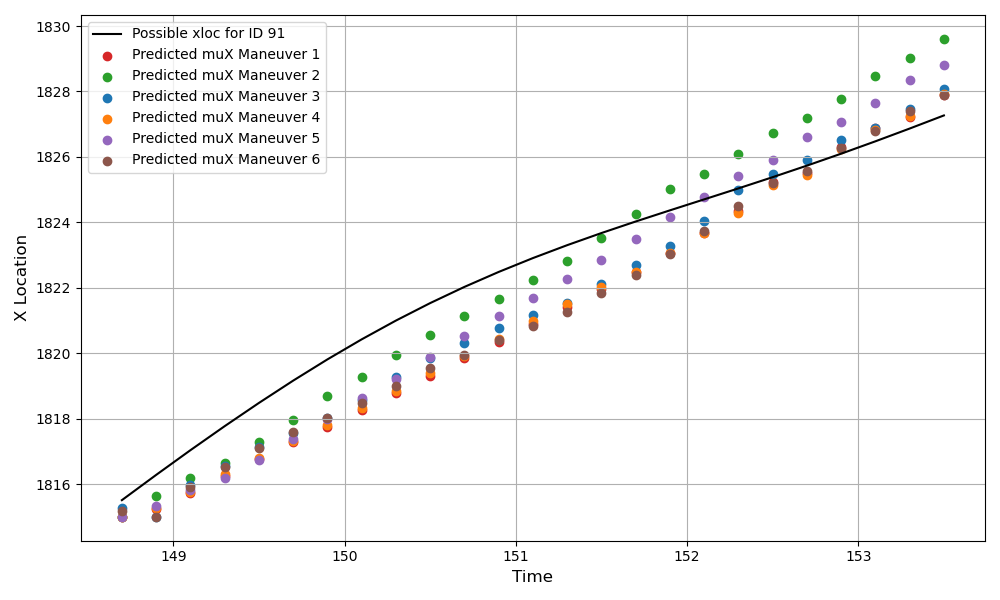 Possible xloc for ID 91
Predicted muX Maneuver 1
Predicted muX Maneuver 2
Predicted muX Maneuver 3
Predicted muX Maneuver 4
Predicted muX Maneuver 5
Predicted muX Maneuver 6
X Location
1830
1828
1826
1824
1822
1820
1818
1816
149
150
151
152
153
Time